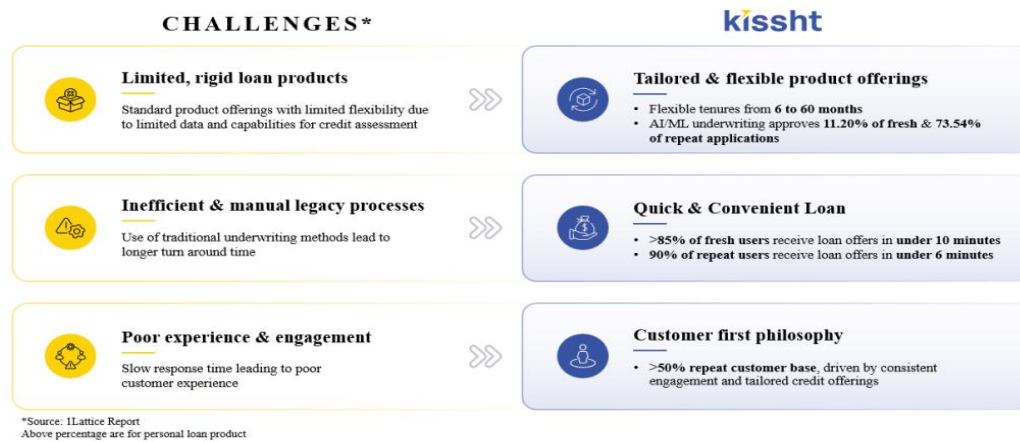 CHALLENGES*
kissht
Limited, rigid loan products
Standard product offerings with limited flexibility due
to limited data and capabilities for credit assessment
Tailored & flexible product offerings
• Flexible tenures from 6 to 60 months
• AI/ML underwriting approves 11.20% of fresh & 73.54%
of repeat applications
Inefficient & manual legacy processes
Use of traditional underwriting methods lead to
longer turn around time
Quick & Convenient Loan
• >85% of fresh users receive loan offers in under 10 minutes
• 90% of repeat users receive loan offers in under 6 minutes
Poor experience & engagement
Slow response time leading to poor
customer experience
Customer first philosophy
• >50% repeat customer base, driven by consistent
engagement and tailored credit offerings
*Source: 1Lattice Report
Above percentage are for personal loan product